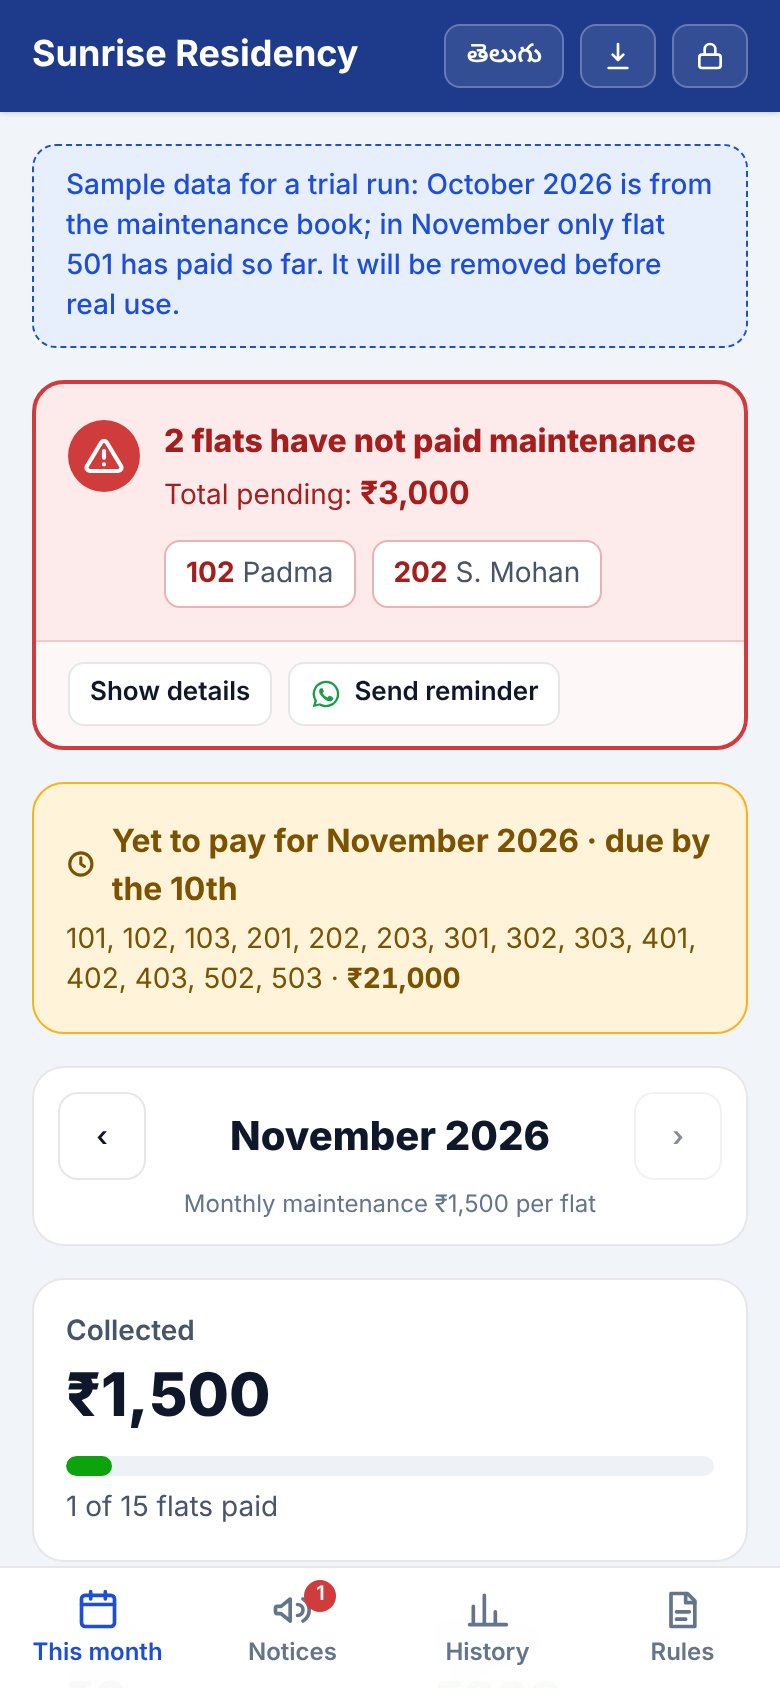 Sunrise Residency
తెలుగు
Sample data for a trial run: October 2026 is from
the maintenance book; in November only flat
501 has paid so far. It will be removed before
real use.
2 flats have not paid maintenance
Total pending: ₹3,000
102 Padma
202 S. Mohan
Show details
Send reminder
Yet to pay for November 2026 · due by
the 10th
101, 102, 103, 201, 202, 203, 301, 302, 303, 401,
402, 403, 502, 503 · ₹21,000
‹
November 2026
›
Monthly maintenance ₹1,500 per flat
Collected
₹1,500
1 of 15 flats paid
This month
1
Notices
History
Rules